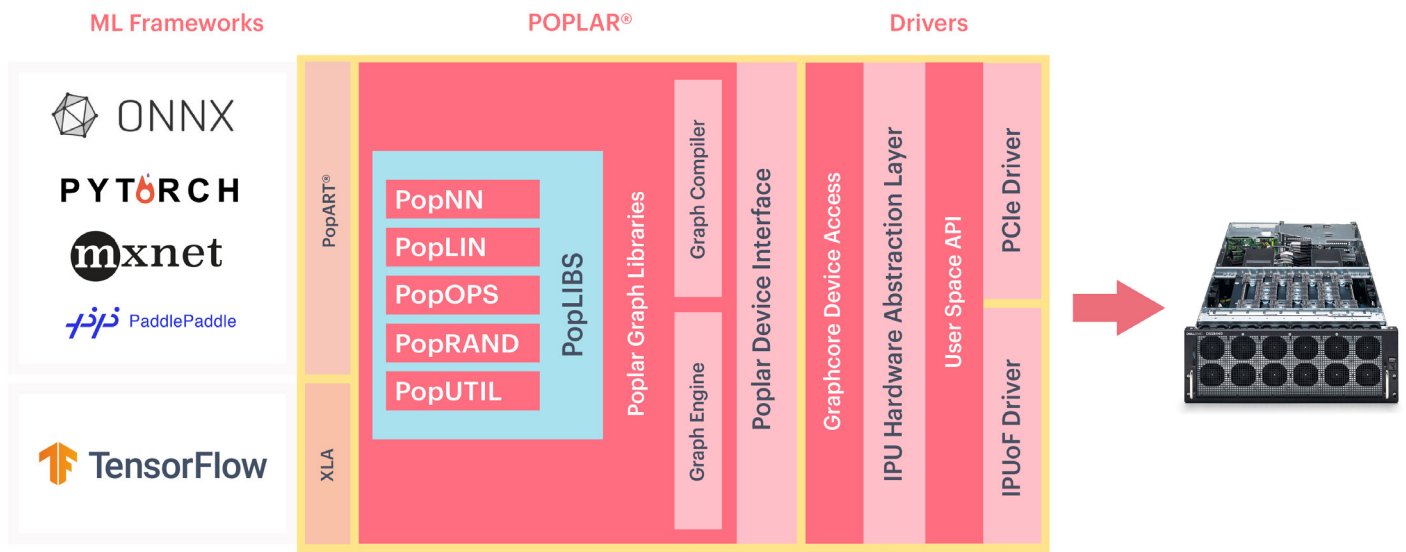 ML Frameworks
POPLAR®
Drivers
ONNX
PYTORCH
mxnet
PaddlePaddle
TensorFlow
PopART®
XLA
PopNN
PopLIN
PopOPS
PopRAND
PopUTIL
PopLIBS
Poplar Graph Libraries
Graph Compiler
Graph Engine
Poplar Device Interface
Graphcore Device Access
IPU Hardware Abstraction Layer
User Space API
PCIe Driver
IPUoF Driver